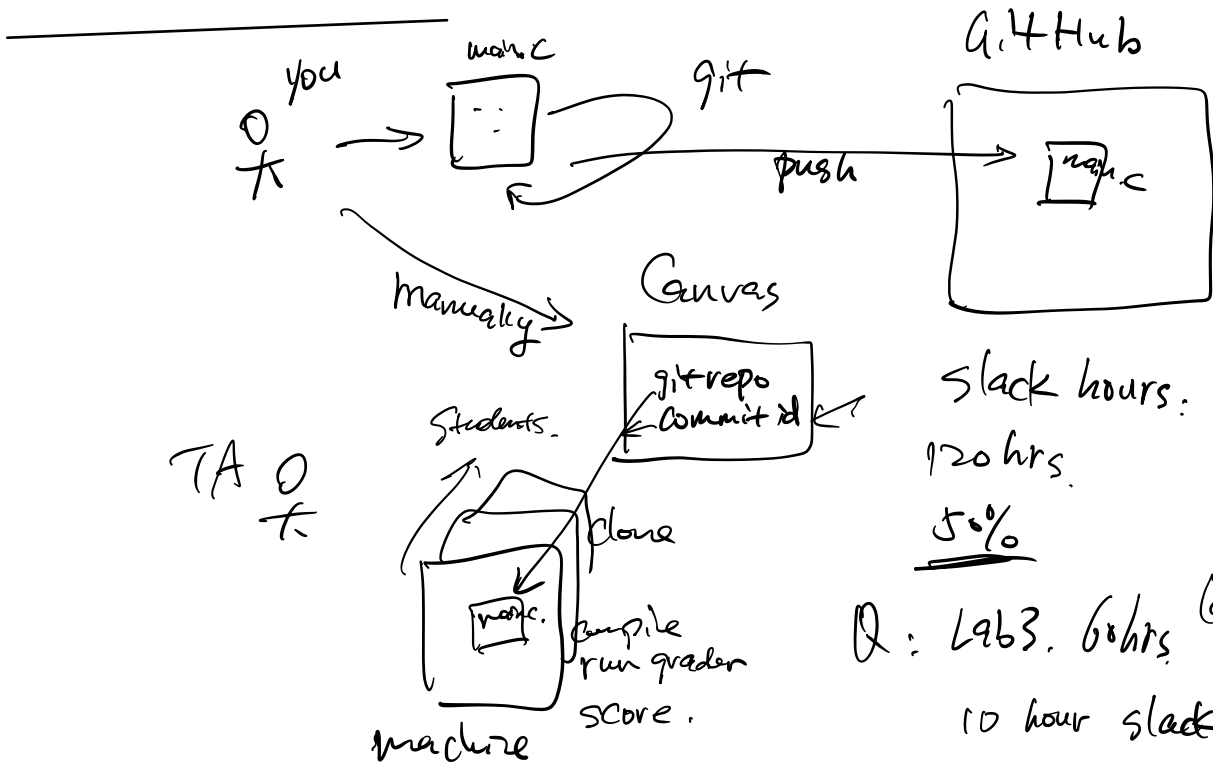 you
main.c
git
GitHub
push
main.c
manually
Canvas
git repo
commit id
slack hours:
120 hrs.
50%
TA
Students.
clone
main.c.
compile
run grader
score.
machine
Q: Lab3. 60hrs
10 hour slack